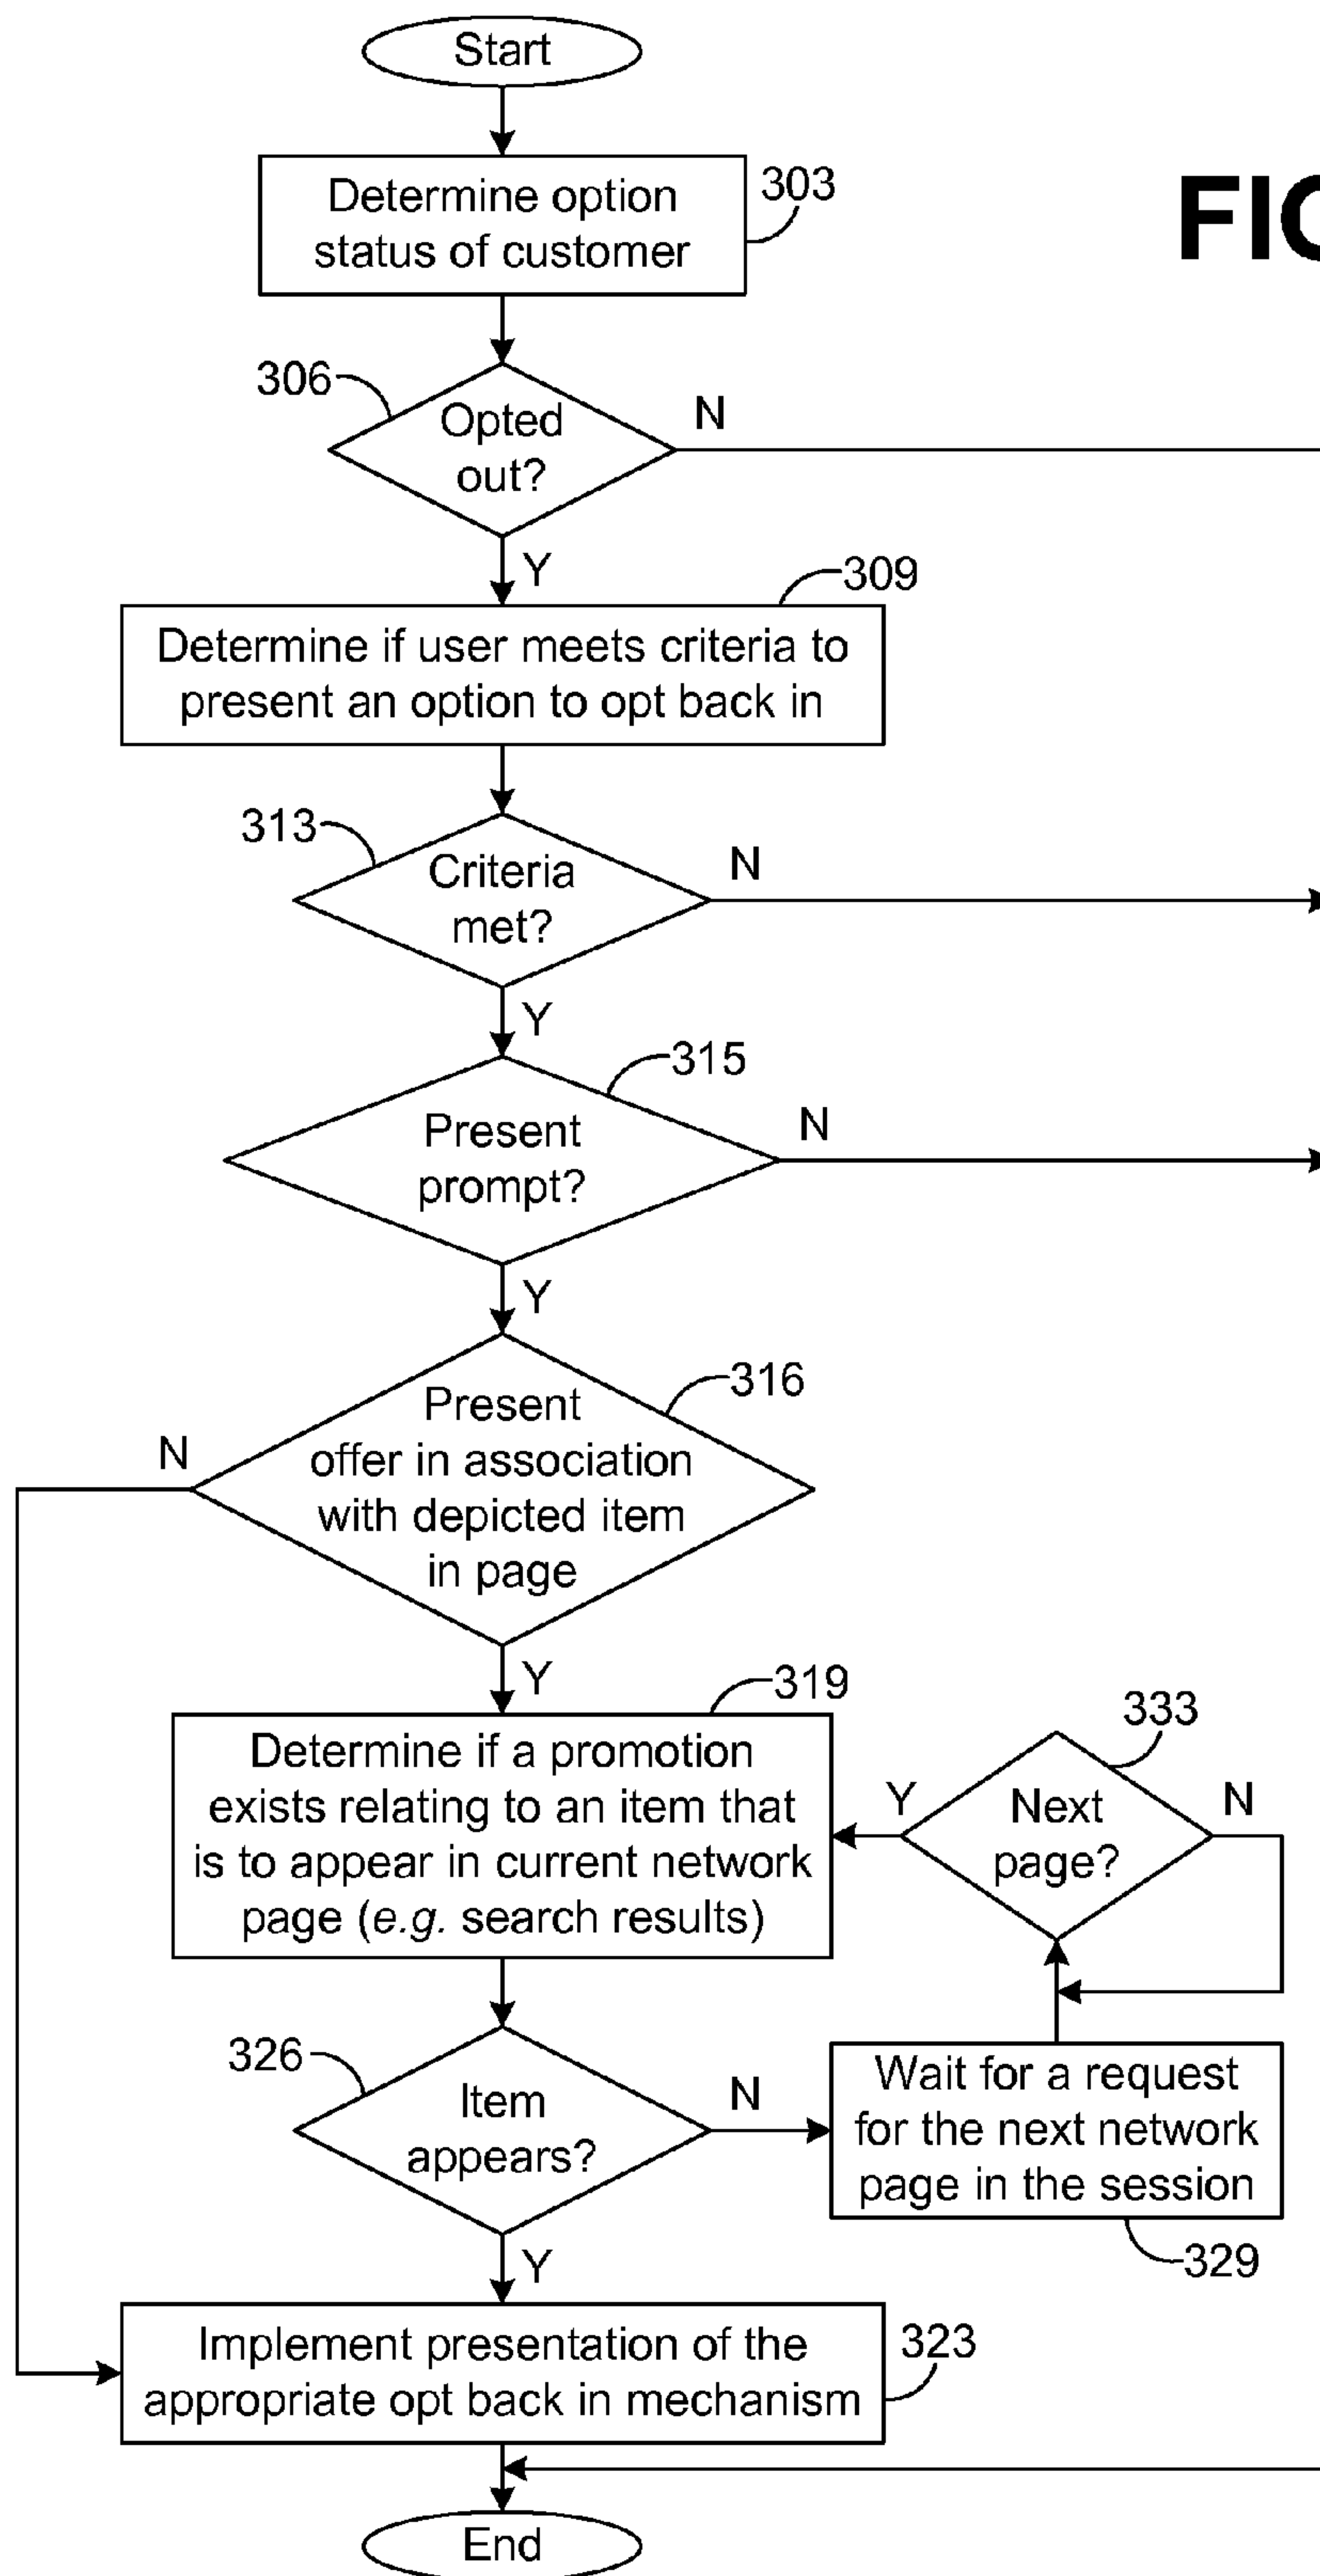 Start
Determine option
status of customer
303
FIG
306
Opted
out?
N
Y
309
Determine if user meets criteria to
present an option to opt back in
313
Criteria
met?
N
Y
315
Present
prompt?
N
Y
316
Present
offer in association
with depicted item
in page
N
Y
319
Determine if a promotion
exists relating to an item that
is to appear in current network
page (e.g. search results)
333
Y
Next
page?
N
326
Item
appears?
N
Wait for a request
for the next network
page in the session
329
Y
Implement presentation of the
appropriate opt back in mechanism
323
End